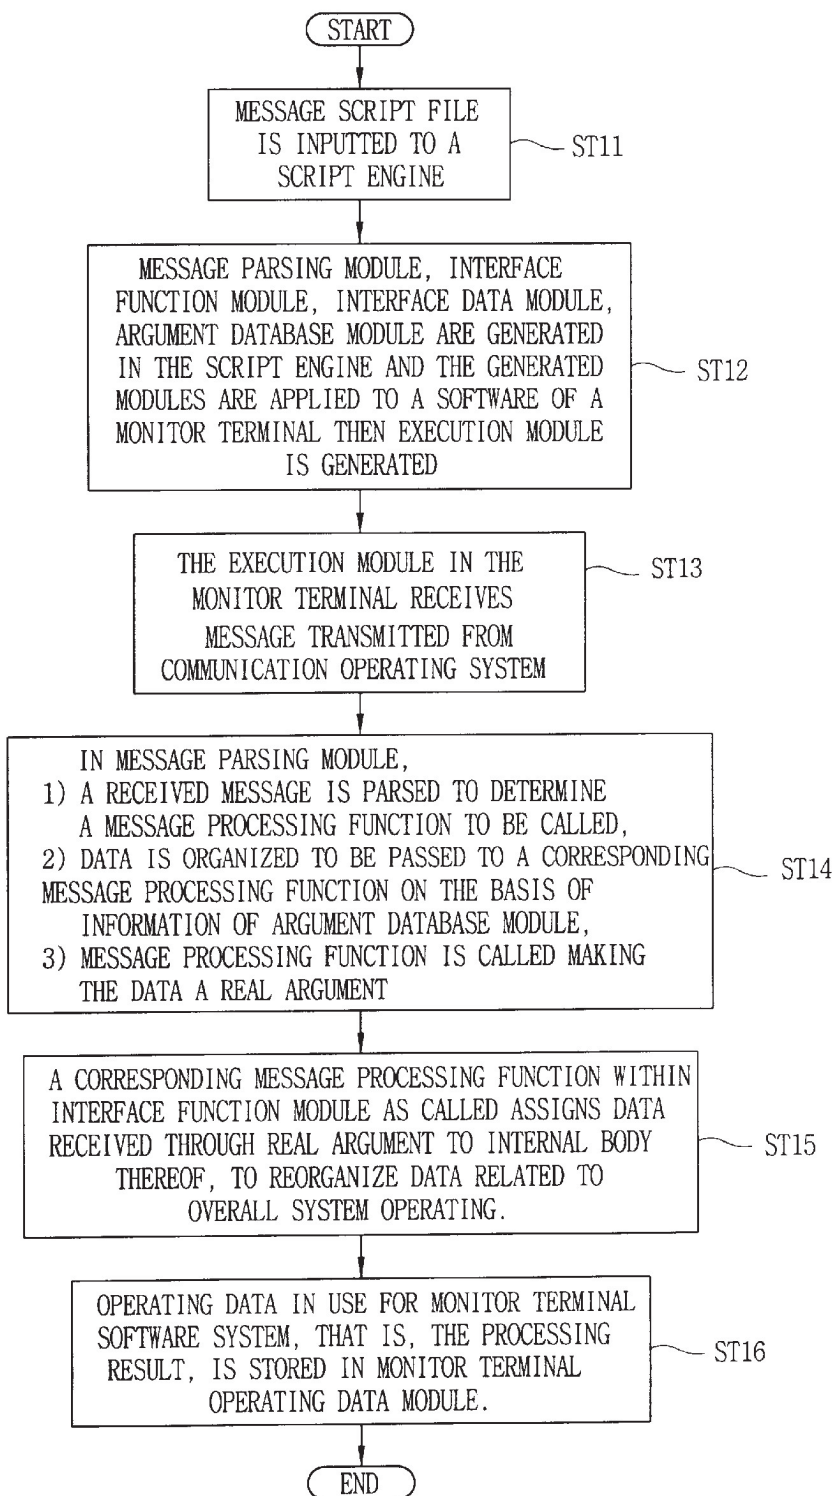 START
MESSAGE SCRIPT FILE
IS INPUTTED TO A
SCRIPT ENGINE
ST11
MESSAGE PARSING MODULE, INTERFACE
FUNCTION MODULE, INTERFACE DATA MODULE,
ARGUMENT DATABASE MODULE ARE GENERATED
IN THE SCRIPT ENGINE AND THE GENERATED
MODULES ARE APPLIED TO A SOFTWARE OF A
MONITOR TERMINAL THEN EXECUTION MODULE
IS GENERATED
ST12
THE EXECUTION MODULE IN THE
MONITOR TERMINAL RECEIVES
MESSAGE TRANSMITTED FROM
COMMUNICATION OPERATING SYSTEM
ST13
IN MESSAGE PARSING MODULE,
1) A RECEIVED MESSAGE IS PARSED TO DETERMINE
A MESSAGE PROCESSING FUNCTION TO BE CALLED,
2) DATA IS ORGANIZED TO BE PASSED TO A CORRESPONDING
MESSAGE PROCESSING FUNCTION ON THE BASIS OF
INFORMATION OF ARGUMENT DATABASE MODULE,
3) MESSAGE PROCESSING FUNCTION IS CALLED MAKING
THE DATA A REAL ARGUMENT
ST14
A CORRESPONDING MESSAGE PROCESSING FUNCTION WITHIN
INTERFACE FUNCTION MODULE AS CALLED ASSIGNS DATA
RECEIVED THROUGH REAL ARGUMENT TO INTERNAL BODY
THEREOF, TO REORGANIZE DATA RELATED TO
OVERALL SYSTEM OPERATING.
ST15
OPERATING DATA IN USE FOR MONITOR TERMINAL
SOFTWARE SYSTEM, THAT IS, THE PROCESSING
RESULT, IS STORED IN MONITOR TERMINAL
OPERATING DATA MODULE.
ST16
END